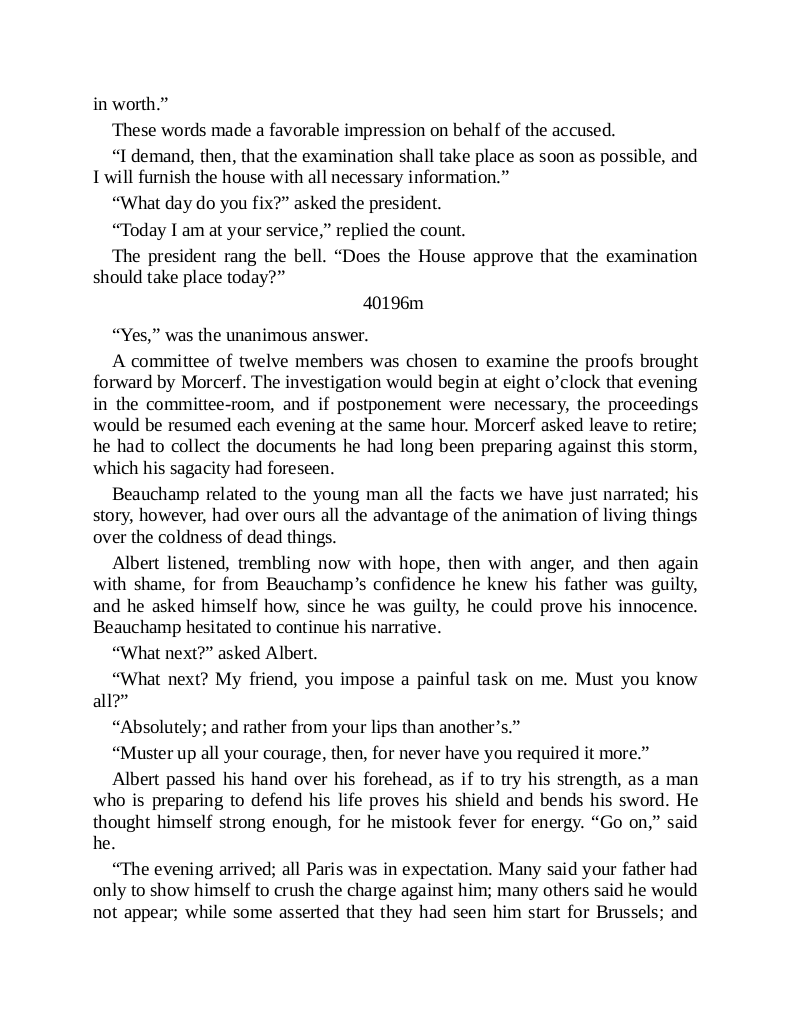 in worth.”
These words made a favorable impression on behalf of the accused.
“I demand, then, that the examination shall take place as soon as possible, and
I will furnish the house with all necessary information.”
“What day do you fix?” asked the president.
“Today I am at your service,” replied the count.
The president rang the bell. “Does the House approve that the examination
should take place today?”
40196m
“Yes,” was the unanimous answer.
A committee of twelve members was chosen to examine the proofs brought
forward by Morcerf. The investigation would begin at eight o’clock that evening
in the committee-room, and if postponement were necessary, the proceedings
would be resumed each evening at the same hour. Morcerf asked leave to retire;
he had to collect the documents he had long been preparing against this storm,
which his sagacity had foreseen.
Beauchamp related to the young man all the facts we have just narrated; his
story, however, had over ours all the advantage of the animation of living things
over the coldness of dead things.
Albert listened, trembling now with hope, then with anger, and then again
with shame, for from Beauchamp’s confidence he knew his father was guilty,
and he asked himself how, since he was guilty, he could prove his innocence.
Beauchamp hesitated to continue his narrative.
“What next?” asked Albert.
“What next? My friend, you impose a painful task on me. Must you know
all?”
“Absolutely; and rather from your lips than another’s.”
“Muster up all your courage, then, for never have you required it more.”
Albert passed his hand over his forehead, as if to try his strength, as a man
who is preparing to defend his life proves his shield and bends his sword. He
thought himself strong enough, for he mistook fever for energy. “Go on,” said
he.
“The evening arrived; all Paris was in expectation. Many said your father had
only to show himself to crush the charge against him; many others said he would
not appear; while some asserted that they had seen him start for Brussels; and